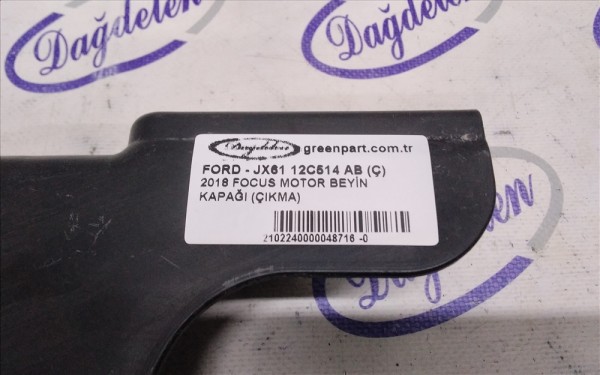 Dağdelen
Dağdelen
greenpart.com.tr
FORD - JX61 12C514 AB (Ç)
2018 FOCUS MOTOR BEYİN
KAPAĞI (ÇIKMA)
2102240000048716 -0
Dağdelen